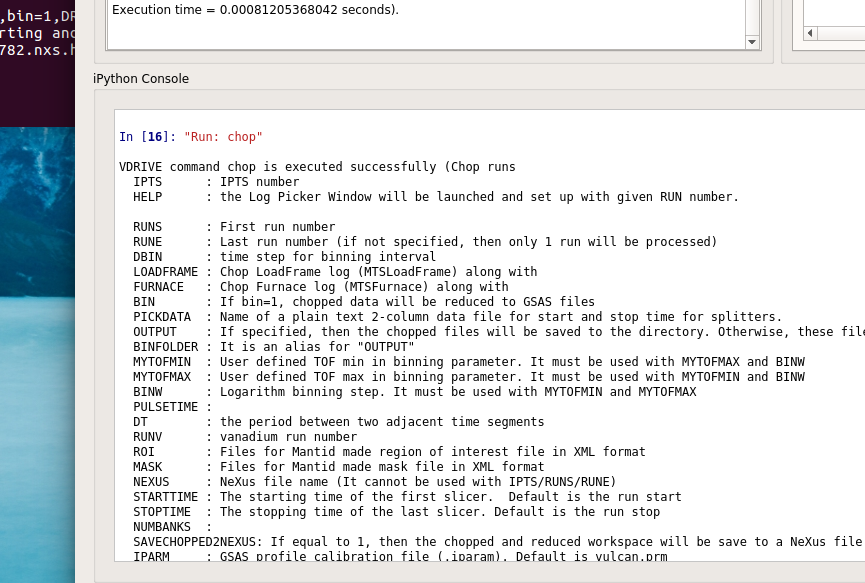 ,bin=1,DF
rting and
782.nxs.h
Execution time = 0.00081205368042 seconds).
iPython Console
In [16]: "Run: chop"
VDRIVE command chop is executed successfully (Chop runs
IPTS : IPTS number
HELP : the Log Picker Window will be launched and set up with given RUN number.
RUNS : First run number
RUNE : Last run number (if not specified, then only 1 run will be processed)
DBIN : time step for binning interval
LOADFRAME : Chop LoadFrame log (MTSLoadFrame) along with
FURNACE : Chop Furnace log (MTSFurnace) along with
BIN : If bin=1, chopped data will be reduced to GSAS files
PICKDATA : Name of a plain text 2-column data file for start and stop time for splitters.
OUTPUT : If specified, then the chopped files will be saved to the directory. Otherwise, these file
BINFOLDER : It is an alias for "OUTPUT"
MYTOFMIN : User defined TOF min in binning parameter. It must be used with MYTOFMAX and BINW
MYTOFMAX : User defined TOF max in binning parameter. It must be used with MYTOFMIN and BINW
BINW : Logarithm binning step. It must be used with MYTOFMIN and MYTOFMAX
PULSETIME :
DT : the period between two adjacent time segments
RUNV : vanadium run number
ROI : Files for Mantid made region of interest file in XML format
MASK : Files for Mantid made mask file in XML format
NEXUS : NeXus file name (It cannot be used with IPTS/RUNS/RUNE)
STARTTIME : The starting time of the first slicer. Default is the run start
STOPTIME : The stopping time of the last slicer. Default is the run stop
NUMBANKS :
SAVECHOPPED2NEXUS: If equal to 1, then the chopped and reduced workspace will be save to a NeXus file
IPARM : GSAS profile calibration file (.iparam). Default is vulcan.prm